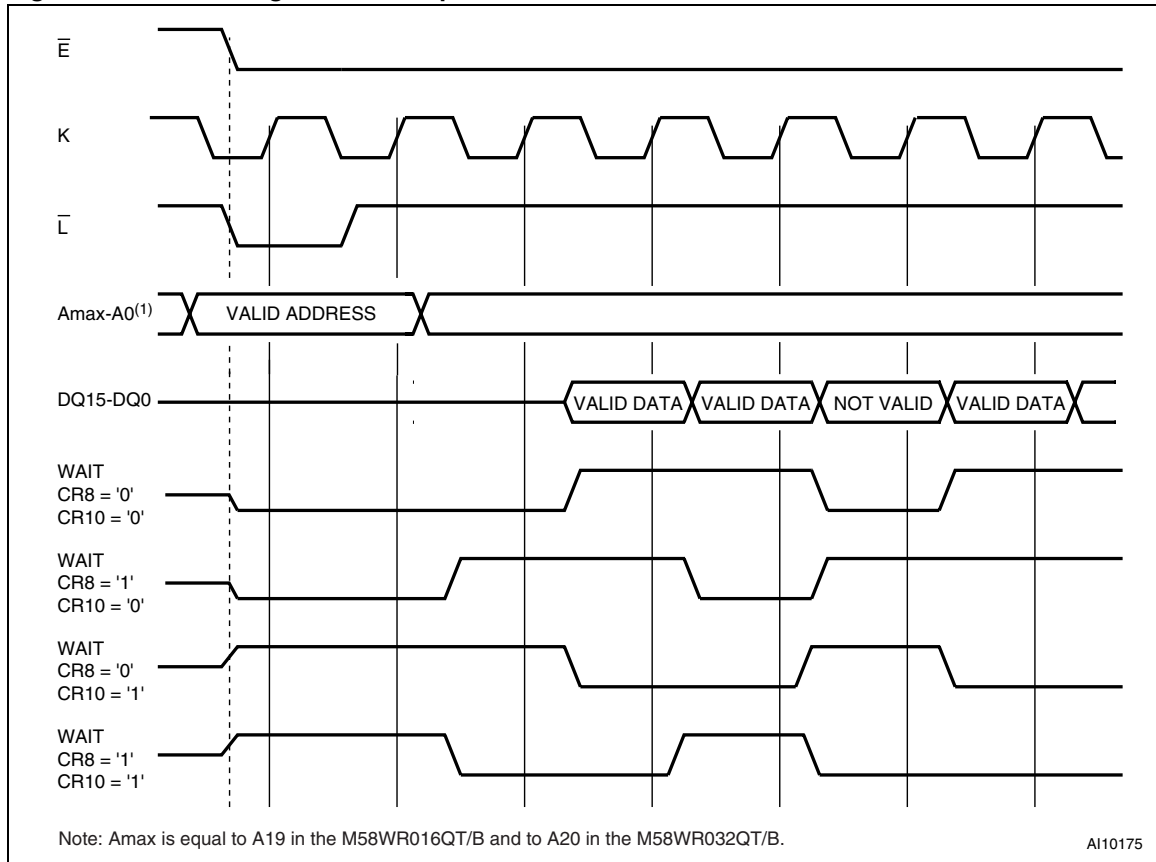 E
K
L
Amax-A0(1)
VALID ADDRESS
DQ15-DQ0
VALID DATA
VALID DATA
NOT VALID
VALID DATA
WAIT
CR8 = '0'
CR10 = '0'
WAIT
CR8 = '1'
CR10 = '0'
WAIT
CR8 = '0'
CR10 = '1'
WAIT
CR8 = '1'
CR10 = '1'
Note: Amax is equal to A19 in the M58WR016QT/B and to A20 in the M58WR032QT/B.
AI10175